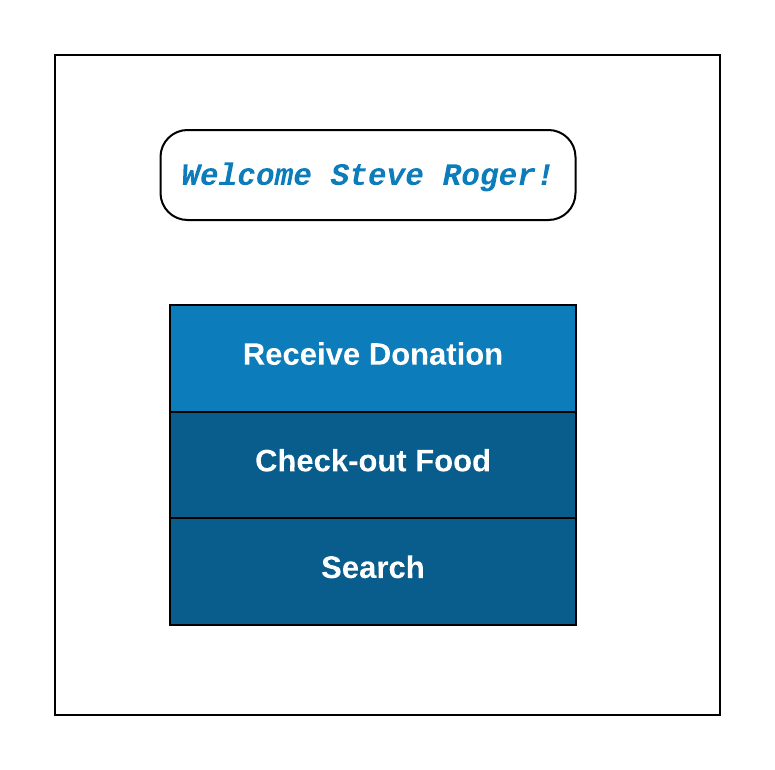 Welcome Steve Roger!
Receive Donation
Check-out Food
Search